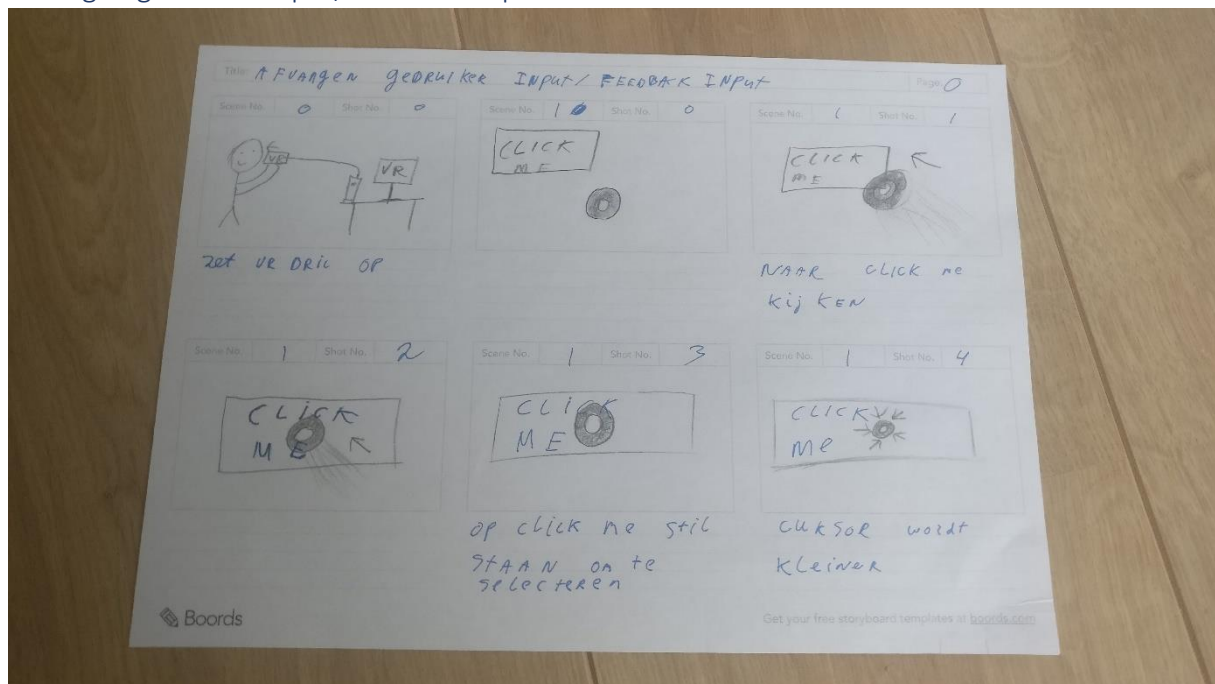 Title: AFVANGEN GEBRUIKER INPUT/ FEEDBACK INPUT Page: 0
Scene No. 0 Shot No. 0
VR
VR
zet VR BRIL OP
Scene No. 1 Shot No. 0
CLICK
ME
Scene No. 1 Shot No. 1
CLICK
ME
NAAR CLICK me
KijKEN
Scene No. 1 Shot No. 2
CLICK
ME
Scene No. 1 Shot No. 3
CLICK
ME
OP CLICK me stil
STAAN om te
selecteren
Scene No. 1 Shot No. 4
CLICK
Me
CURSOR wordt
KLeiNeR
Boords
Get your free storyboard templates at boords.com